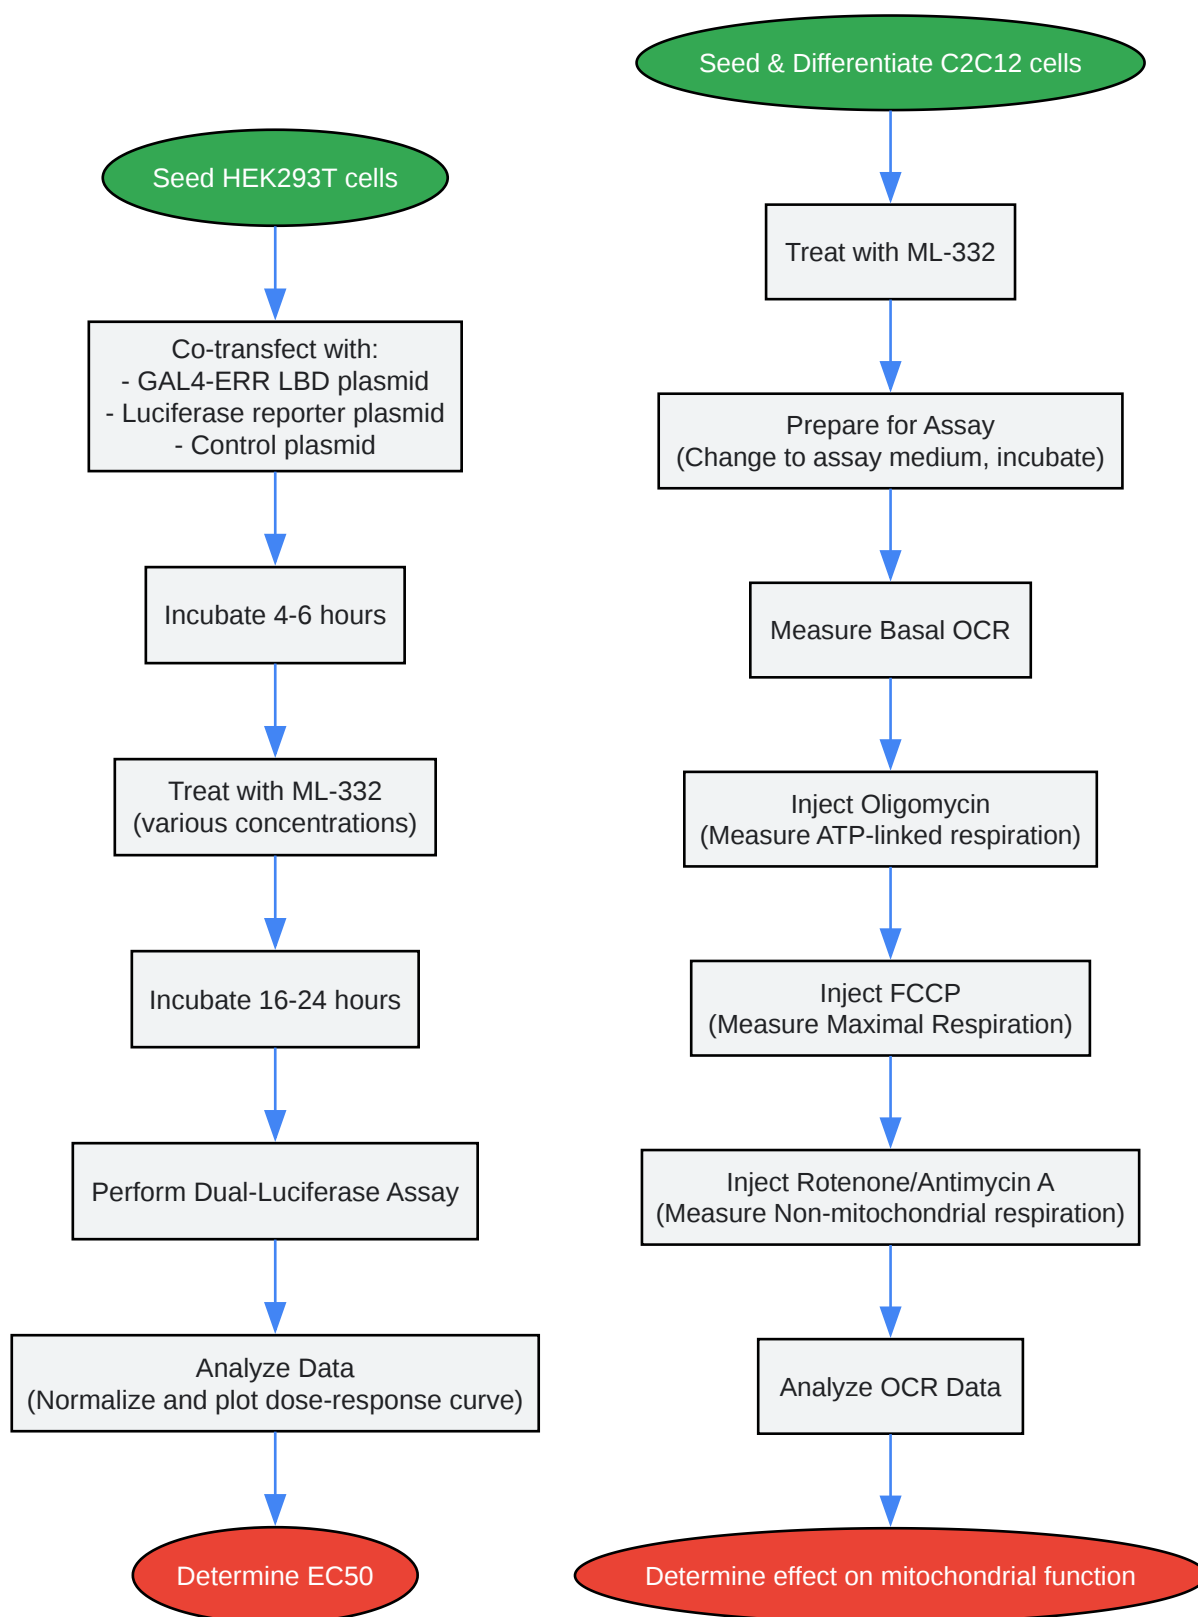 Seed HEK293T cells
Co-transfect with:
- GAL4-ERR LBD plasmid
- Luciferase reporter plasmid
- Control plasmid
Incubate 4-6 hours
Treat with ML-332
(various concentrations)
Incubate 16-24 hours
Perform Dual-Luciferase Assay
Analyze Data
(Normalize and plot dose-response curve)
Determine EC50
Seed & Differentiate C2C12 cells
Treat with ML-332
Prepare for Assay
(Change to assay medium, incubate)
Measure Basal OCR
Inject Oligomycin
(Measure ATP-linked respiration)
Inject FCCP
(Measure Maximal Respiration)
Inject Rotenone/Antimycin A
(Measure Non-mitochondrial respiration)
Analyze OCR Data
Determine effect on mitochondrial function